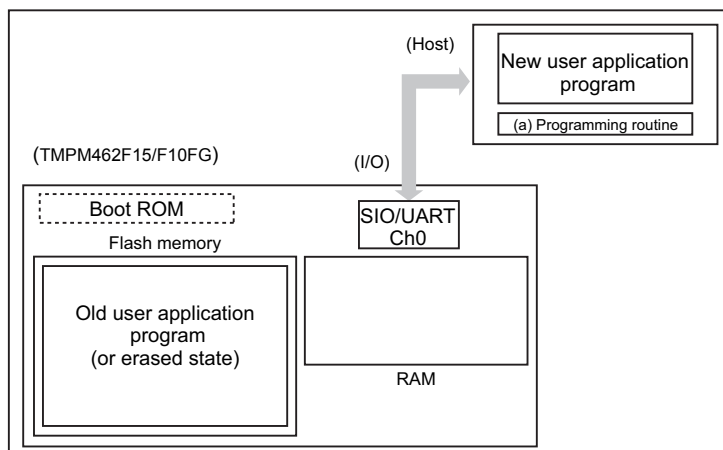 (Host)
New user application
program
(a) Programming routine
(TMPM462F15/F10FG)
(I/O)
Boot ROM
SIO/UART
Ch0
Flash memory
Old user application
program
(or erased state)
RAM